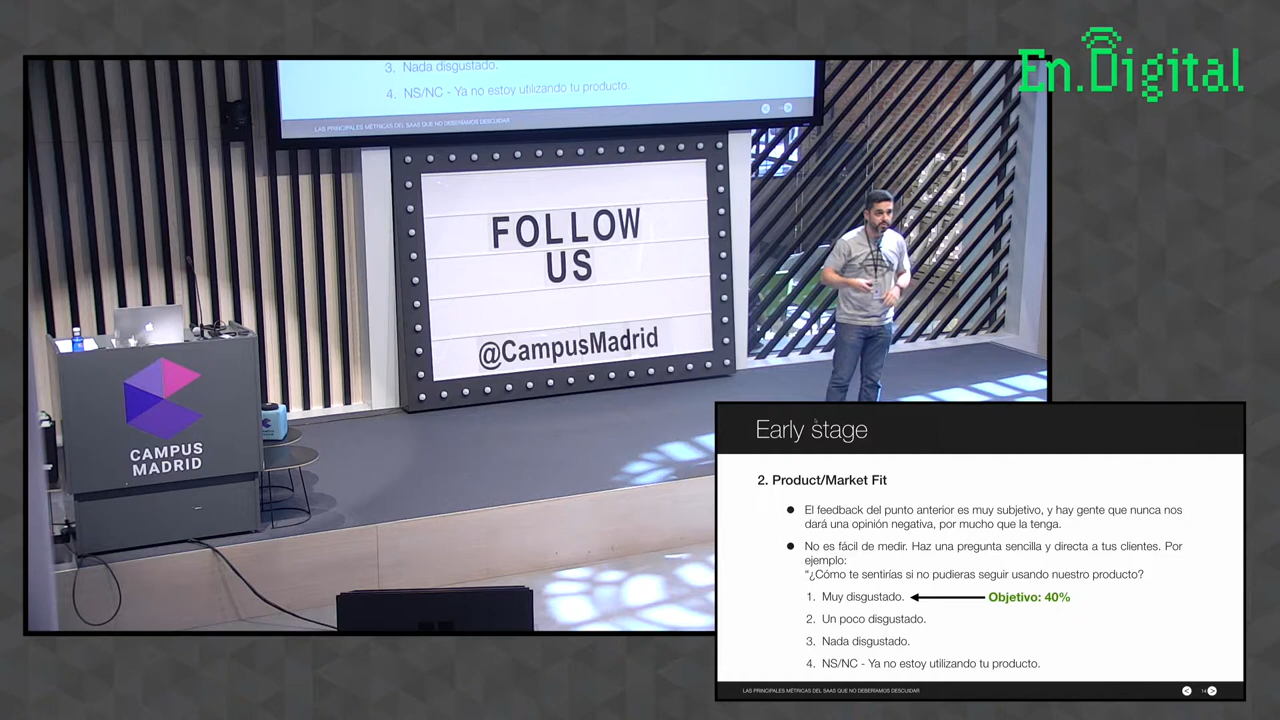 En.Digital
3. Nada disgustado.
4. NS/NC - Ya no estoy utilizando tu producto.
LAS PRINCIPALES MÉTRICAS DEL SAAS QUE NO DEBERÍAMOS DESCUIDAR
FOLLOW
US
@CampusMadrid
CAMPUS
MADRID
Early stage
2. Product/Market Fit
● El feedback del punto anterior es muy subjetivo, y hay gente que nunca nos
dará una opinión negativa, por mucho que la tenga.
● No es fácil de medir. Haz una pregunta sencilla y directa a tus clientes. Por
ejemplo:
“¿Cómo te sentirías si no pudieras seguir usando nuestro producto?
1. Muy disgustado. Objetivo: 40%
2. Un poco disgustado.
3. Nada disgustado.
4. NS/NC - Ya no estoy utilizando tu producto.
LAS PRINCIPALES MÉTRICAS DEL SAAS QUE NO DEBERÍAMOS DESCUIDAR
< 14 >